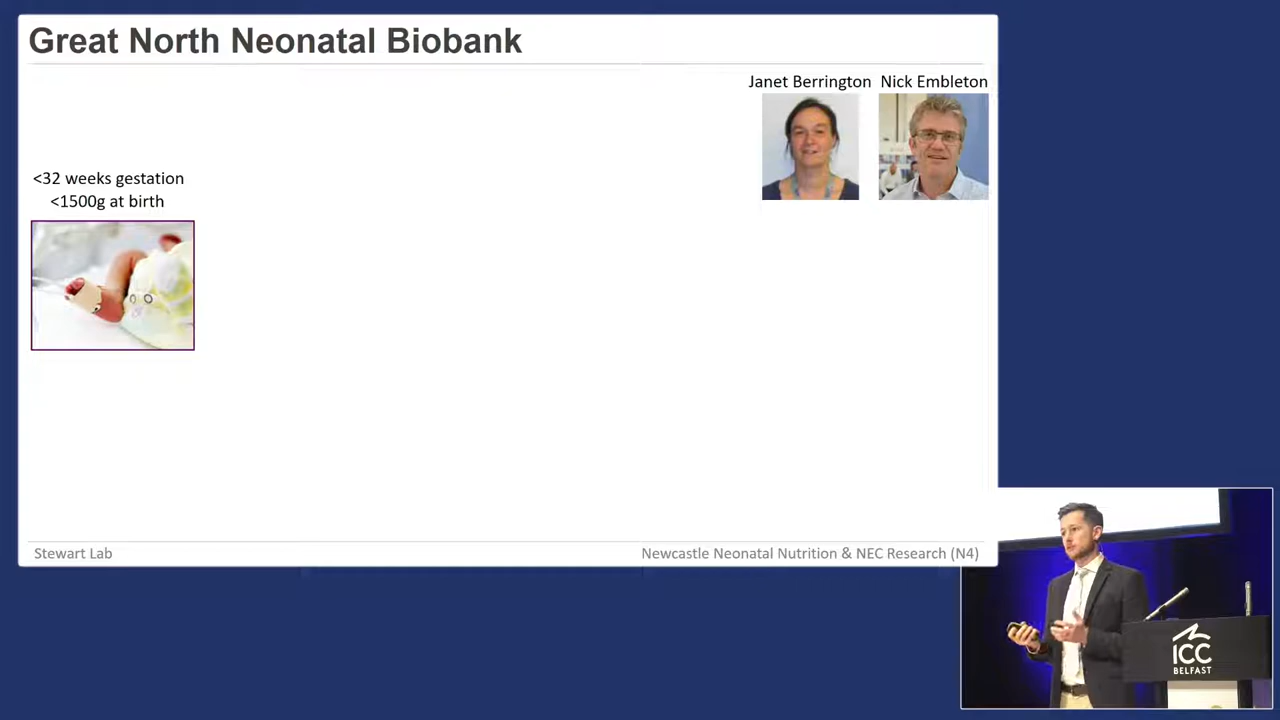 Great North Neonatal Biobank
Janet Berrington Nick Embleton
<32 weeks gestation
<1500g at birth
Stewart Lab
Newcastle Neonatal Nutrition & NEC Research (N4)
ICC
BELFAST